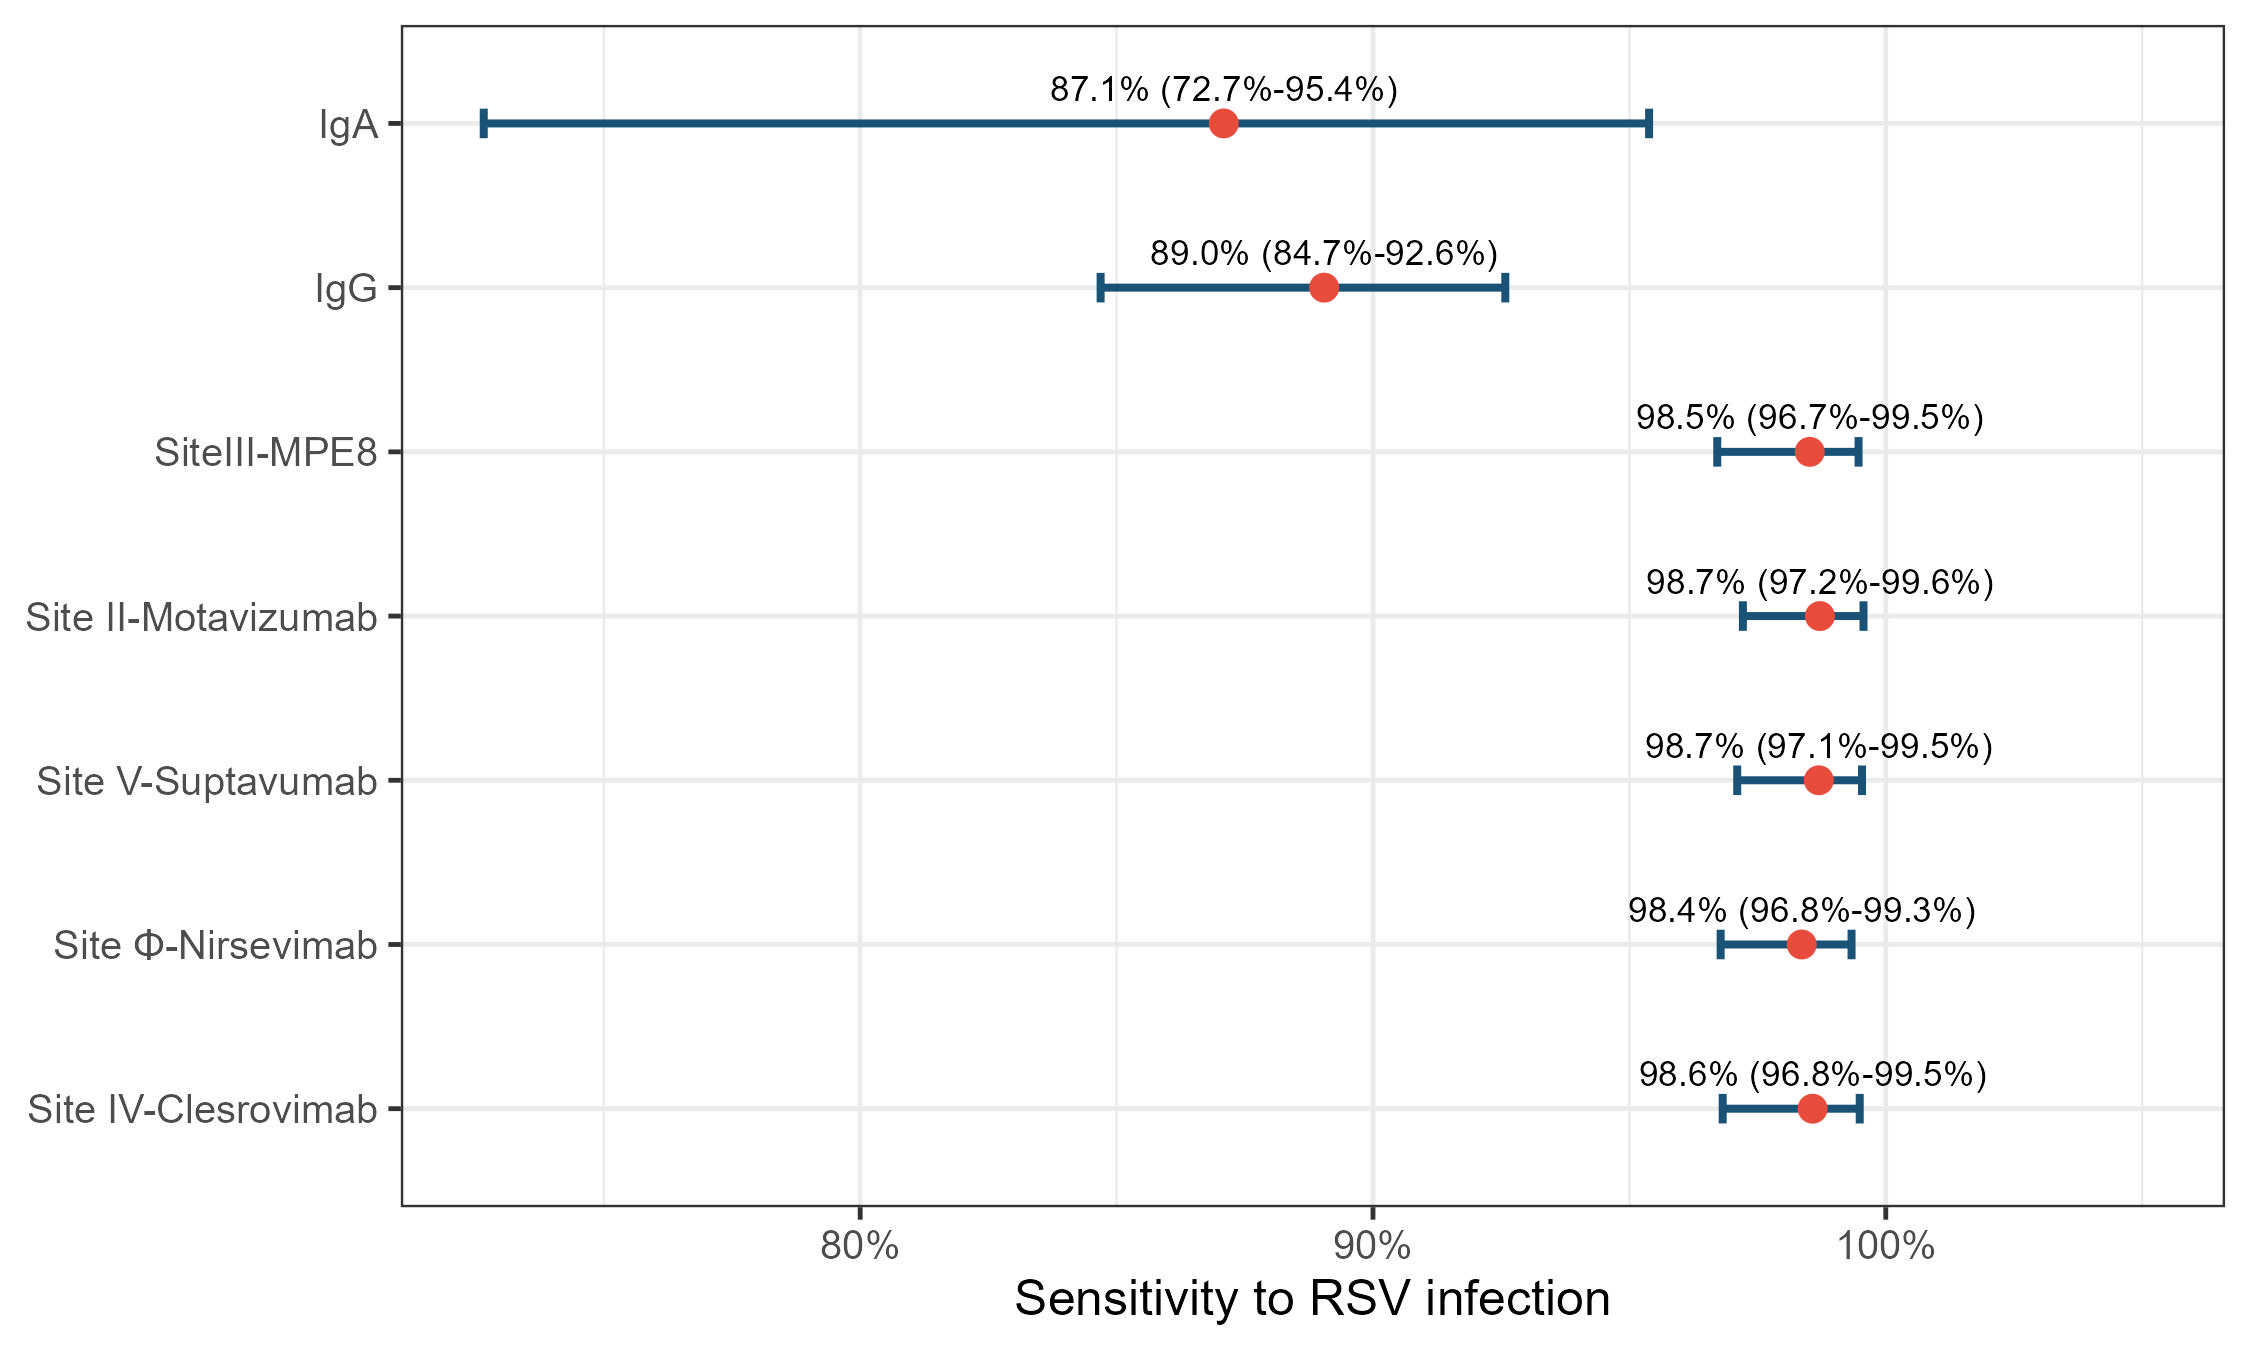 87.1% (72.7%-95.4%)
IgA
89.0% (84.7%-92.6%)
IgG
98.5% (96.7%-99.5%)
SiteIII-MPE8
98.7% (97.2%-99.6%)
Site II-Motavizumab
98.7% (97.1%-99.5%)
Site V-Suptavumab
98.4% (96.8%-99.3%)
Site Φ-Nirsevimab
98.6% (96.8%-99.5%)
Site IV-Clesrovimab
80% 90% 100%
Sensitivity to RSV infection